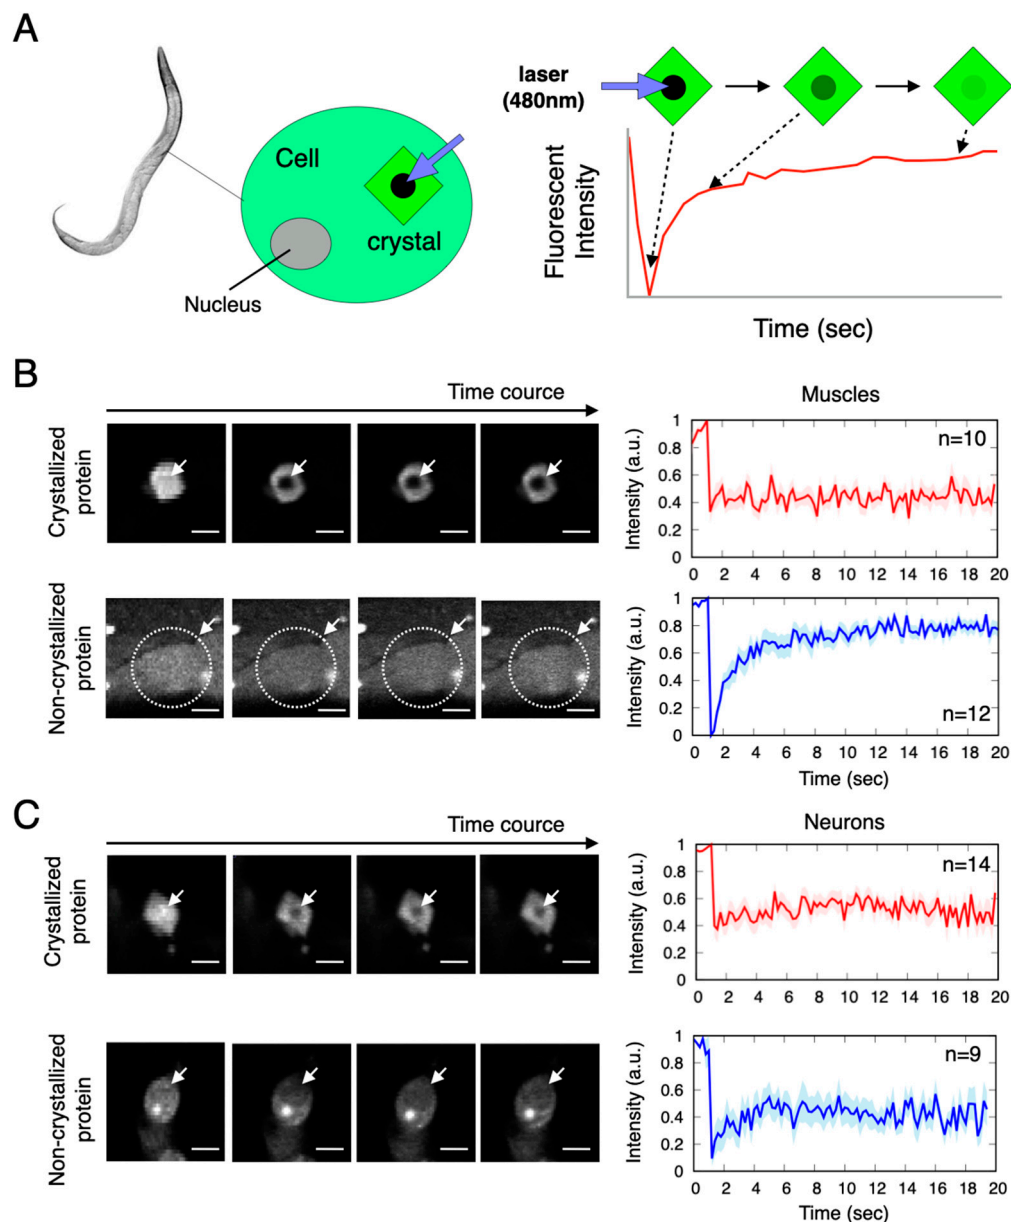 A
Cell
crystal
Nucleus
laser
(480nm)
Fluorescent
Intensity
Time (sec)
B
Time cource
Crystallized
protein
Non-crystallized
protein
Muscles
Intensity (a.u.)
1
0.8
0.6
0.4
0.2
0
n=10
0 2 4 6 8 10 12 14 16 18 20
Intensity (a.u.)
1
0.8
0.6
0.4
0.2
0
n=12
0 2 4 6 8 10 12 14 16 18 20
Time (sec)
C
Time cource
Crystallized
protein
Non-crystallized
protein
Neurons
Intensity (a.u.)
1
0.8
0.6
0.4
0.2
0
n=14
0 2 4 6 8 10 12 14 16 18 20
Intensity (a.u.)
1
0.8
0.6
0.4
0.2
0
n=9
0 2 4 6 8 10 12 14 16 18 20
Time (sec)